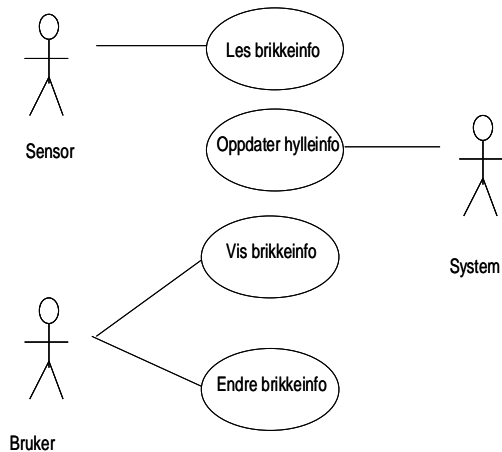 Les brikkeinfo
Sensor
Oppdater hylleinfo
System
Vis brikkeinfo
Endre brikkeinfo
Bruker